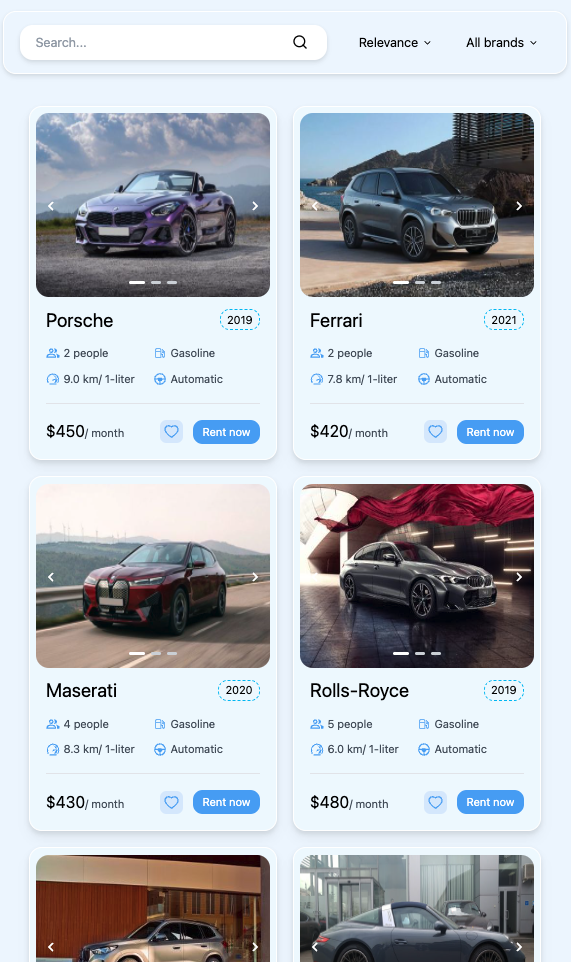 Search...
Relevance
All brands
Porsche
2019
2 people
Gasoline
9.0 km/ 1-liter
Automatic
$450/ month
Rent now
Ferrari
2021
2 people
Gasoline
7.8 km/ 1-liter
Automatic
$420/ month
Rent now
Maserati
2020
4 people
Gasoline
8.3 km/ 1-liter
Automatic
$430/ month
Rent now
Rolls-Royce
2019
5 people
Gasoline
6.0 km/ 1-liter
Automatic
$480/ month
Rent now